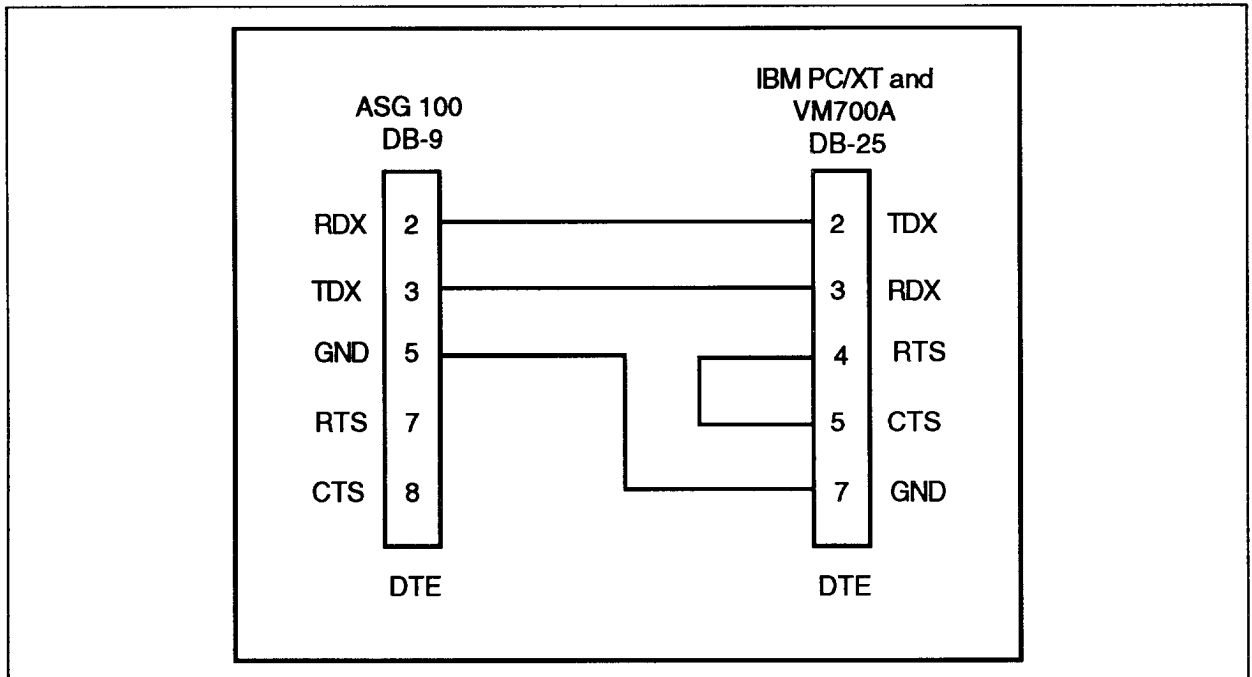 ASG 100
DB-9
IBM PC/XT and
VM700A
DB-25
RDX 2 2 TDX
TDX 3 3 RDX
GND 5 4 RTS
RTS 7 5 CTS
CTS 8 7 GND
DTE DTE